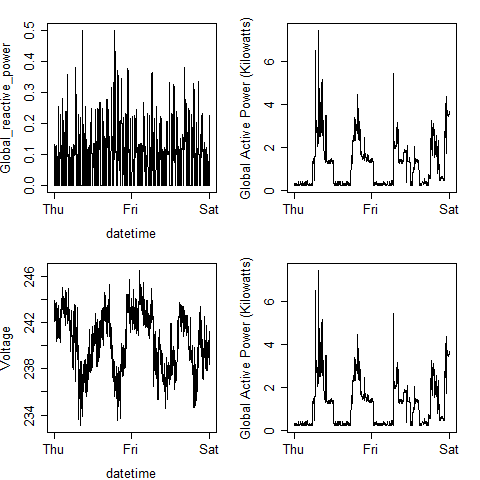 Global_reactive_power
0.0 0.1 0.2 0.3 0.4 0.5
Thu Fri Sat
datetime
Global Active Power (Kilowatts)
0 2 4 6
Thu Fri Sat
Voltage
234 238 242 246
Thu Fri Sat
datetime
Global Active Power (Kilowatts)
0 2 4 6
Thu Fri Sat